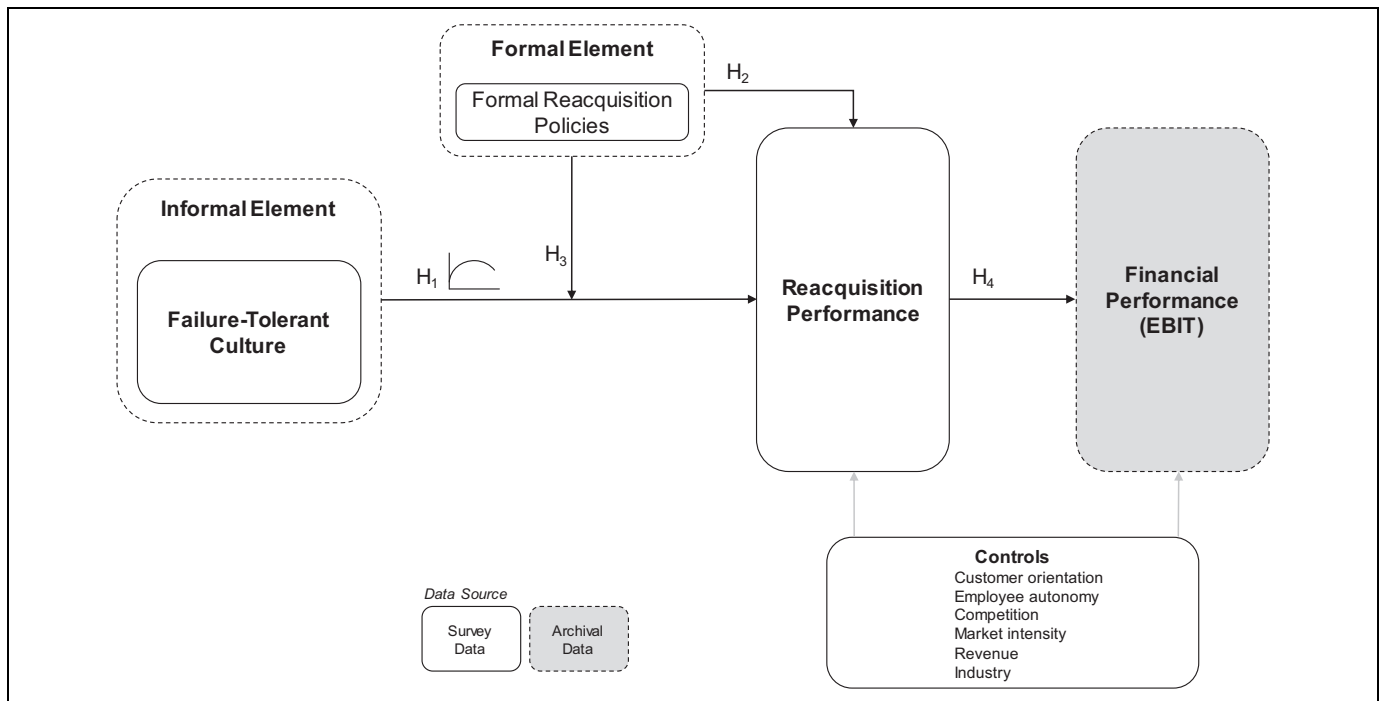 Formal Element
Formal Reacquisition
Policies
H2
Informal Element
Failure-Tolerant
Culture
H1
H3
Reacquisition
Performance
H4
Financial
Performance
(EBIT)
Controls
Customer orientation
Employee autonomy
Competition
Market intensity
Revenue
Industry
Data Source
Survey
Data
Archival
Data